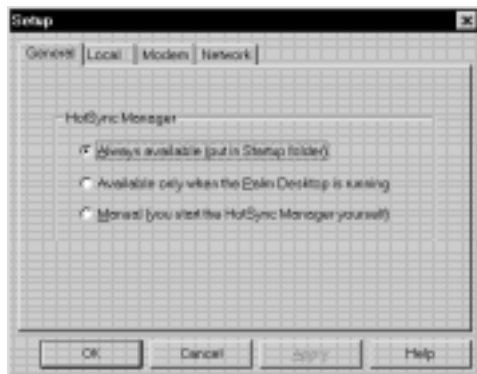 Setup
General Local Modem Network
HotSync Manager
Always available (put in Startup folder)
Available only when the Palm Desktop is running
Manual (you start the HotSync Manager yourself)
OK Cancel Apply Help